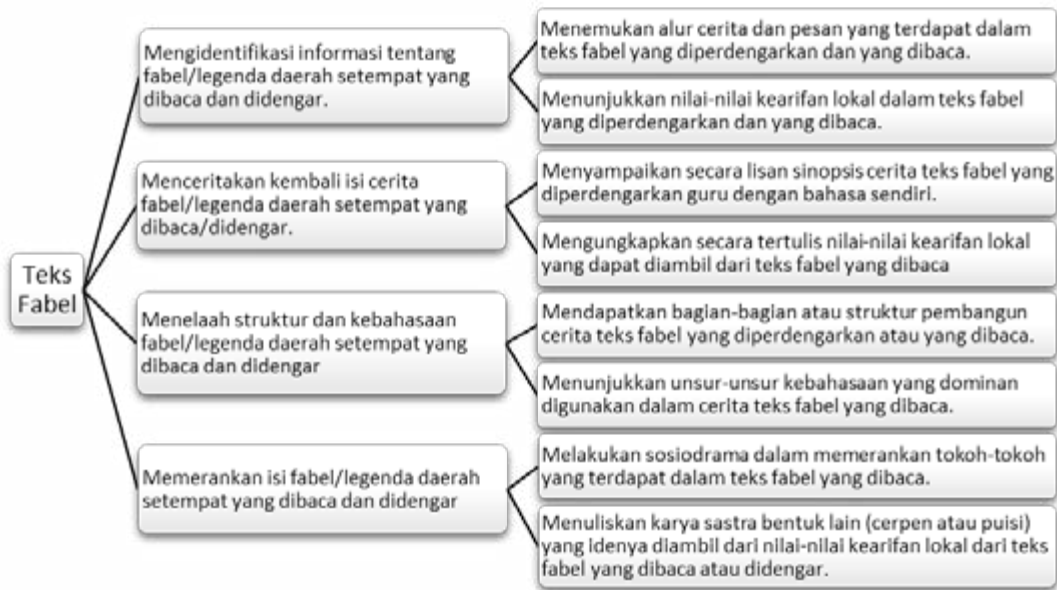 Teks
Fabel
Mengidentifikasi informasi tentang
fabel/legenda daerah setempat yang
dibaca dan didengar.
Menemukan alur cerita dan pesan yang terdapat dalam
teks fabel yang diperdengarkan dan yang dibaca.
Menunjukkan nilai-nilai kearifan lokal dalam teks fabel
yang diperdengarkan dan yang dibaca.
Menceritakan kembali isi cerita
fabel/legenda daerah setempat yang
dibaca/didengar.
Menyampaikan secara lisan sinopsis cerita teks fabel yang
diperdengarkan guru dengan bahasa sendiri.
Mengungkapkan secara tertulis nilai-nilai kearifan lokal
yang dapat diambil dari teks fabel yang dibaca
Menelaah struktur dan kebahasaan
fabel/legenda daerah setempat yang
dibaca dan didengar
Mendapatkan bagian-bagian atau struktur pembangun
cerita teks fabel yang diperdengarkan atau yang dibaca.
Menunjukkan unsur-unsur kebahasaan yang dominan
digunakan dalam cerita teks fabel yang dibaca.
Memerankan isi fabel/legenda daerah
setempat yang dibaca dan didengar
Melakukan sosiodrama dalam memerankan tokoh-tokoh
yang terdapat dalam teks fabel yang dibaca.
Menuliskan karya sastra bentuk lain (cerpen atau puisi)
yang idenya diambil dari nilai-nilai kearifan lokal dari teks
fabel yang dibaca atau didengar.